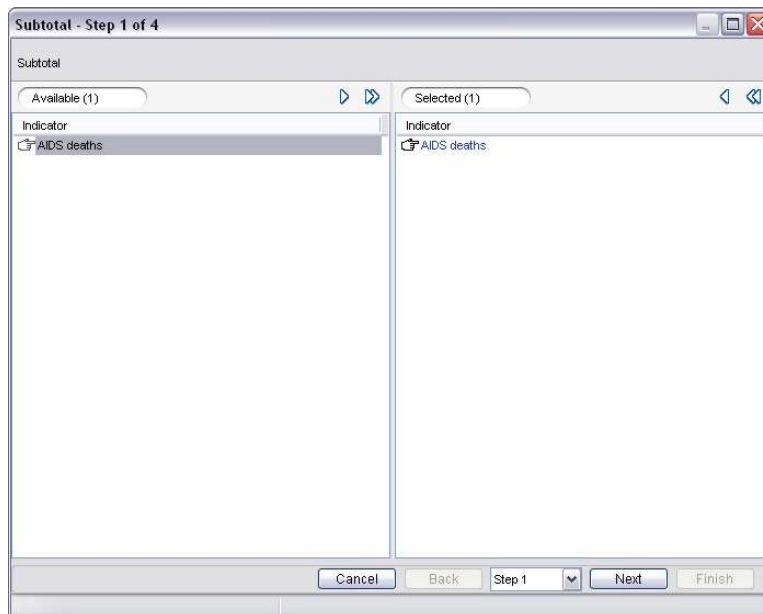 Subtotal - Step 1 of 4
Subtotal
Available (1)
Selected (1)
Indicator
Indicator
AIDS deaths
AIDS deaths
Cancel Back Step 1 Next Finish